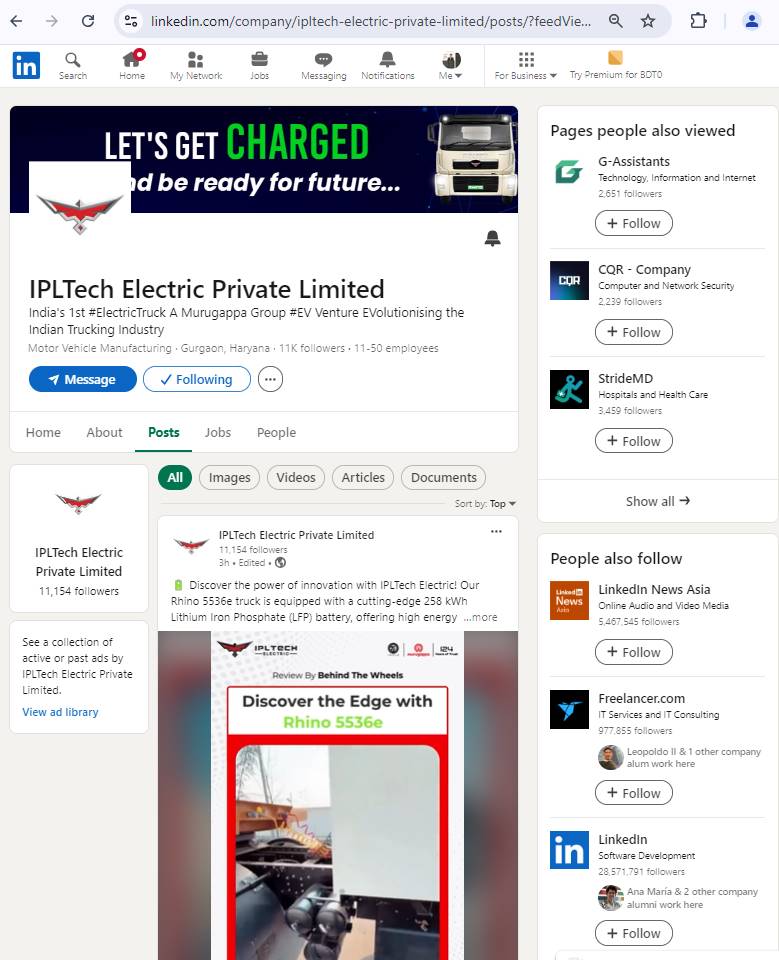 linkedin.com/company/ipltech-electric-private-limited/posts/?feedVie...
Search
Home
My Network
Jobs
Messaging
Notifications
Me
For Business
Try Premium for BDT0
LET'S GET CHARGED
nd be ready for future...
IPLTech Electric Private Limited
India's 1st #ElectricTruck A Murugappa Group #EV Venture EVolutionising the
Indian Trucking Industry
Motor Vehicle Manufacturing · Gurgaon, Haryana · 11K followers · 11-50 employees
Message
Following
Home
About
Posts
Jobs
People
IPLTech Electric
Private Limited
11,154 followers
See a collection of
active or past ads by
IPLTech Electric Private
Limited.
View ad library
All
Images
Videos
Articles
Documents
Sort by: Top
IPLTech Electric Private Limited
11,154 followers
3h • Edited •
Discover the power of innovation with IPLTech Electric! Our
Rhino 5536e truck is equipped with a cutting-edge 258 kWh
Lithium Iron Phosphate (LFP) battery, offering high energy ...more
IPLTECH
ELECTRIC
murugappa
124
Review By Behind The Wheels
Discover the Edge with
Rhino 5536e
Pages people also viewed
G-Assistants
Technology, Information and Internet
2,651 followers
+ Follow
CQR
CQR - Company
Computer and Network Security
2,239 followers
+ Follow
StrideMD
Hospitals and Health Care
3,459 followers
+ Follow
Show all →
People also follow
Linked in
News
Asia
LinkedIn News Asia
Online Audio and Video Media
5,467,545 followers
+ Follow
Freelancer.com
IT Services and IT Consulting
977,855 followers
Leopoldo II & 1 other company
alum work here
+ Follow
in
LinkedIn
Software Development
28,571,791 followers
Ana María & 2 other company
alumni work here
+ Follow